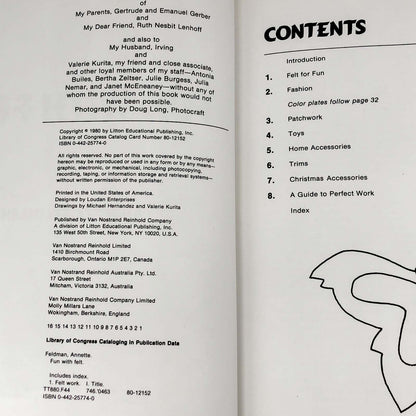 of
My Parents, Gertrude and Emanuel Gerber
and
My Dear Friend, Ruth Nesbit Lenhoff
and also to
My Husband, Irving
and
Valerie Kurita, my friend and close associate,
and other loyal members of my staff—Antonia
Builes, Bertha Zeltser, Julie Burgess, Julia
Nemar, and Janet McEneaney—without any of
whom the production of this book would not
have been possible.
Photography by Doug Long, Photocraft
Copyright © 1980 by Litton Educational Publishing, Inc.
Library of Congress Catalog Card Number 80-12152
ISBN 0-442-25774-0
All rights reserved. No part of this work covered by the copyright
hereon may be reproduced or used in any form or by any means—
graphic, electronic, or mechanical, including photocopying,
recording, taping, or information storage and retrieval systems—
without written permission of the publisher.
Printed in the United States of America.
Designed by Loudan Enterprises
Drawings by Michael Hernandez and Valerie Kurita
Published by Van Nostrand Reinhold Company
A division of Litton Educational Publishing, Inc.
135 West 50th Street, New York, NY 10020, U.S.A.
Van Nostrand Reinhold Limited
1410 Birchmount Road
Scarborough, Ontario M1P 2E7, Canada
Van Nostrand Reinhold Australia Pty. Ltd.
17 Queen Street
Mitcham, Victoria 3132, Australia
Van Nostrand Reinhold Company Limited
Molly Millars Lane
Wokingham, Berkshire, England
16 15 14 13 12 11 10 9 8 7 6 5 4 3 2 1
Library of Congress Cataloging in Publication Data
Feldman, Annette.
Fun with felt.
Includes index.
1. Felt work. I. Title.
TT880.F44 746.'0463 80-12152
ISBN 0-442-25774-0
CONTENTS
Introduction
1. Felt for Fun
2. Fashion
Color plates follow page 32
3. Patchwork
4. Toys
5. Home Accessories
6. Trims
7. Christmas Accessories
8. A Guide to Perfect Work
Index